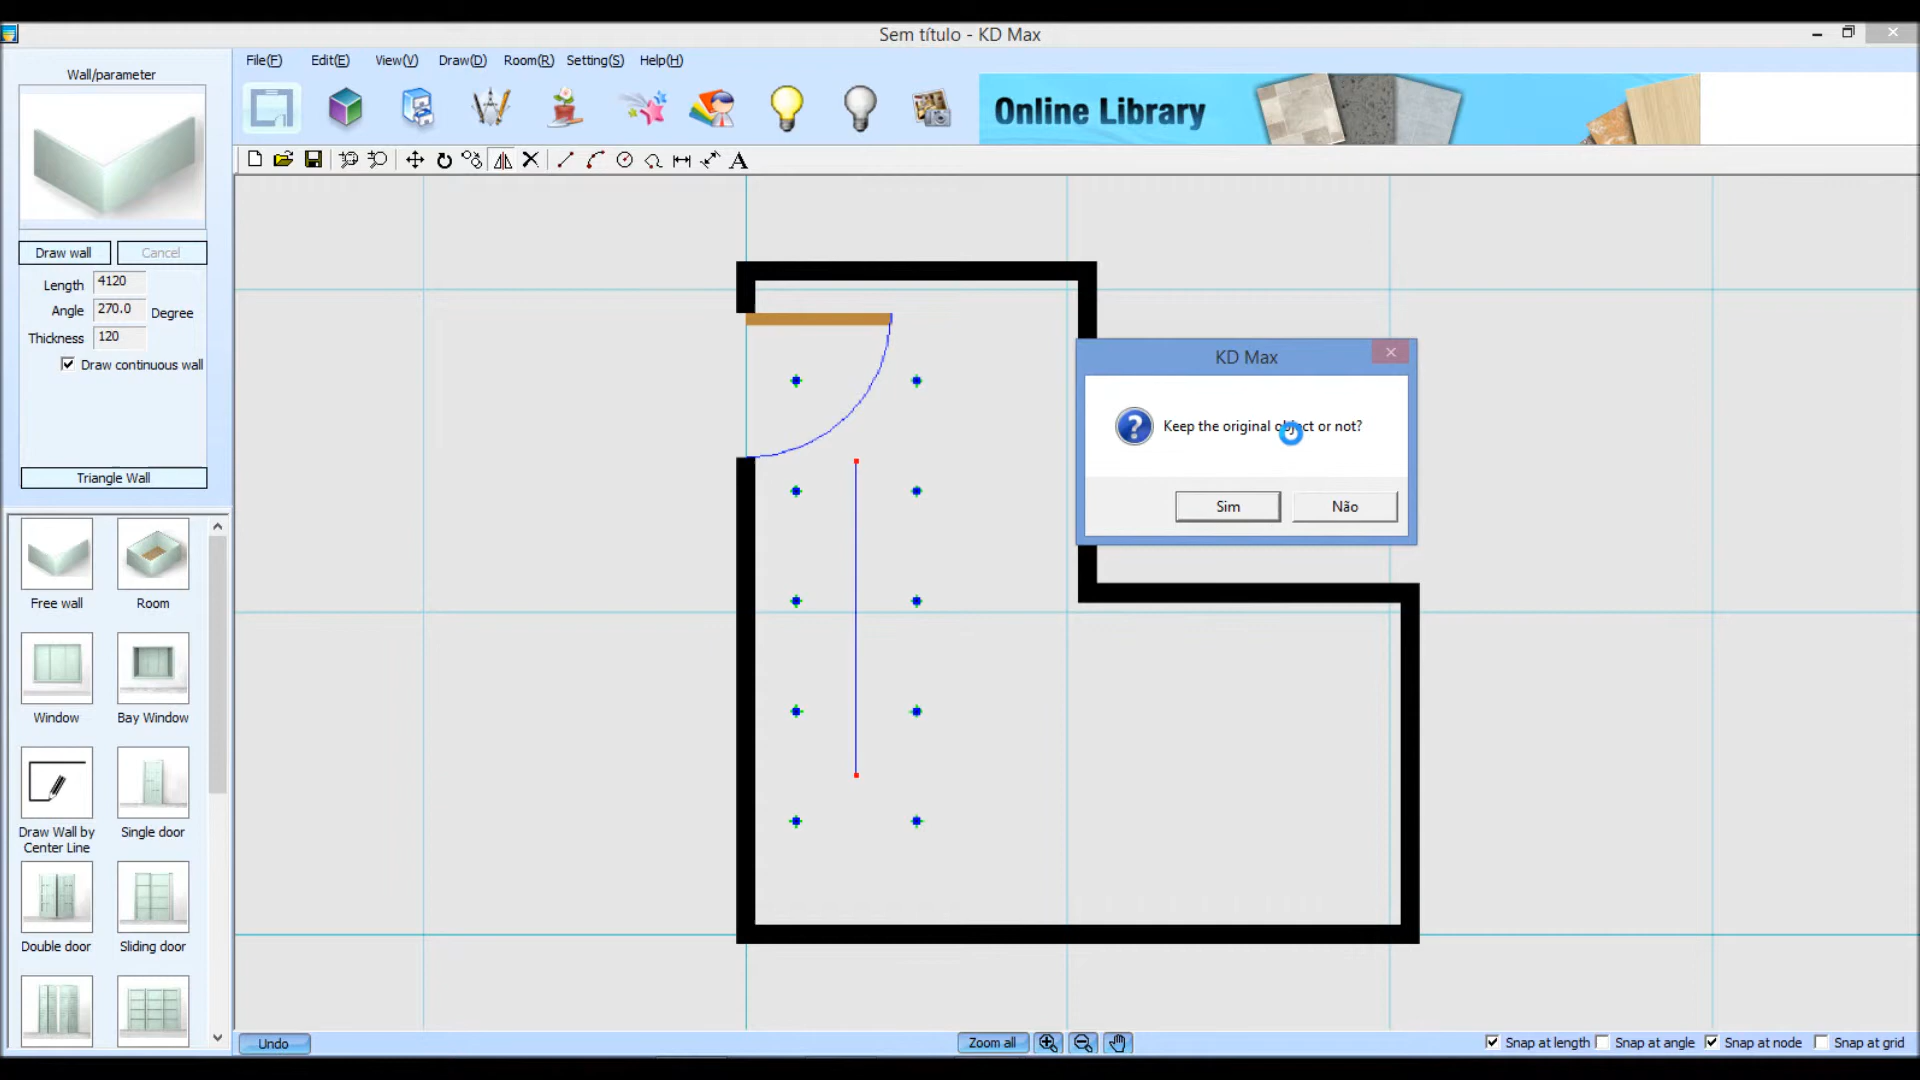 Sem título - KD Max
File(F) Edit(E) View(V) Draw(D) Room(R) Setting(S) Help(H)
Online Library
A
Wall/parameter
Draw wall Cancel
Length 4120
Angle 270.0 Degree
Thickness 120
Draw continuous wall
Triangle Wall
Free wall Room
Window Bay Window
Draw Wall by Center Line Single door
Double door Sliding door
KD Max
Keep the original object or not?
Sim Não
Undo Zoom all Snap at length Snap at angle Snap at node Snap at grid